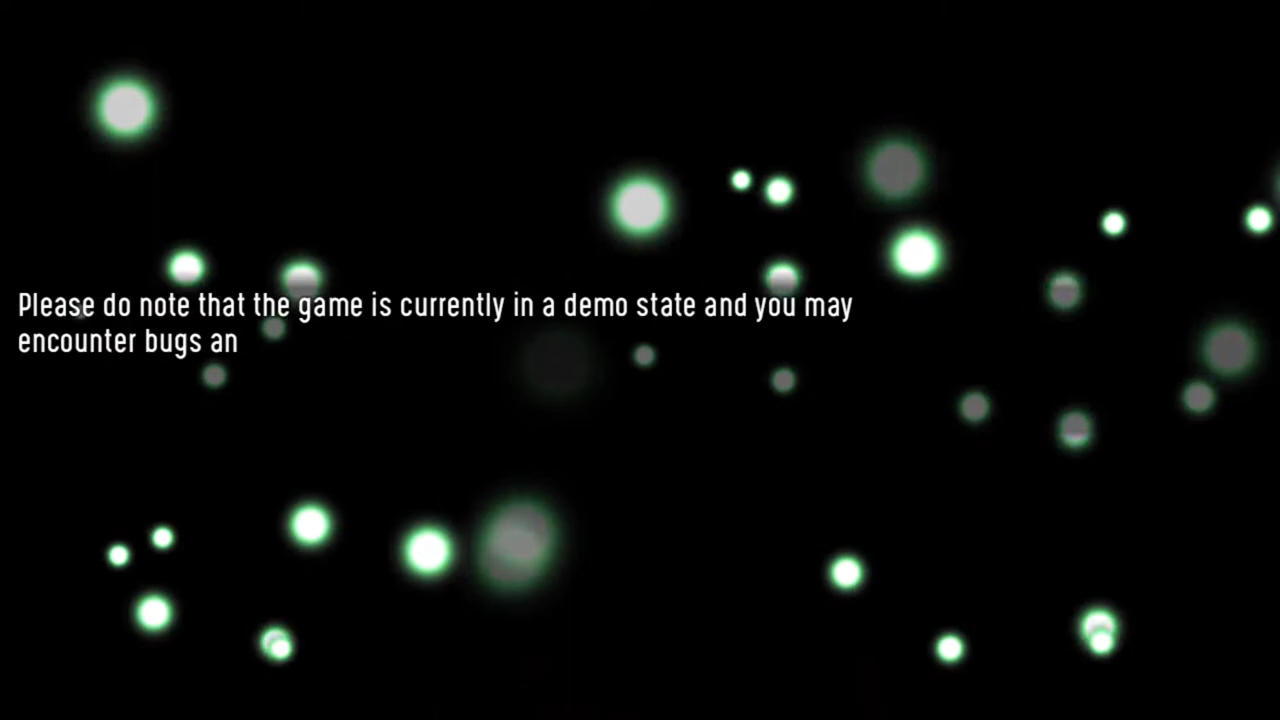 Please do note that the game is currently in a demo state and you may
encounter bugs an